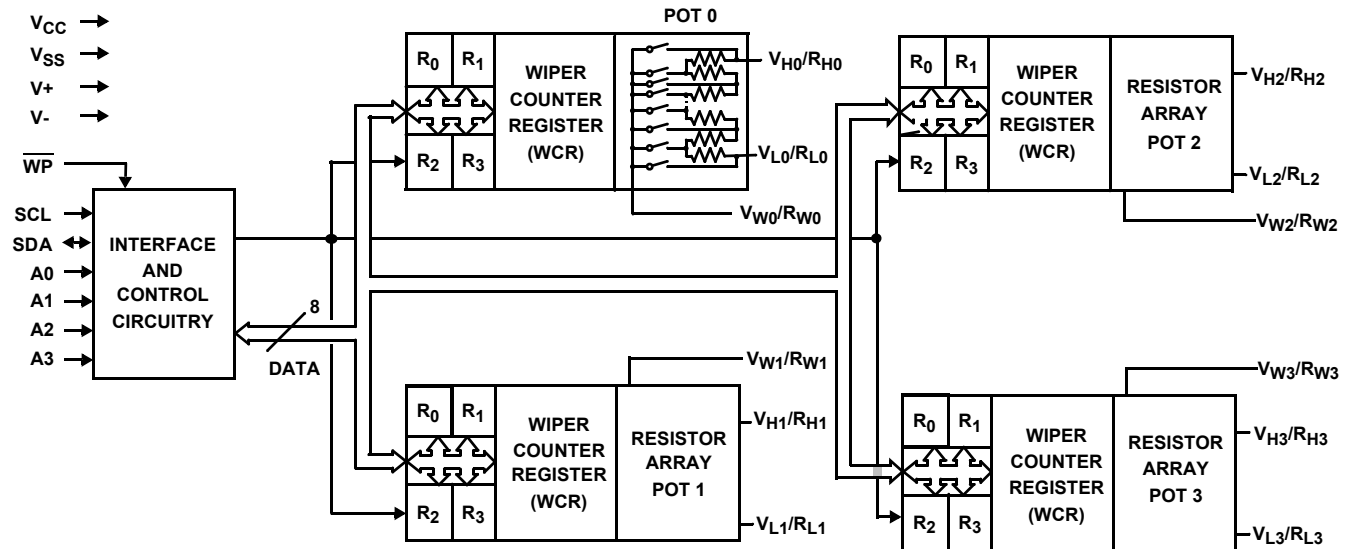 POT 0
VCC
VSS
V+
V-
WP
SCL
SDA
A0
A1
A2
A3
INTERFACE
AND
CONTROL
CIRCUITRY
8
DATA
R0 R1
R2 R3
WIPER
COUNTER
REGISTER
(WCR)
VH0/RH0
VL0/RL0
VW0/RW0
R0 R1
R2 R3
WIPER
COUNTER
REGISTER
(WCR)
RESISTOR
ARRAY
POT 2
VH2/RH2
VL2/RL2
VW2/RW2
R0 R1
R2 R3
WIPER
COUNTER
REGISTER
(WCR)
RESISTOR
ARRAY
POT 1
VW1/RW1
VH1/RH1
VL1/RL1
R0 R1
R2 R3
WIPER
COUNTER
REGISTER
(WCR)
RESISTOR
ARRAY
POT 3
VW3/RW3
VH3/RH3
VL3/RL3